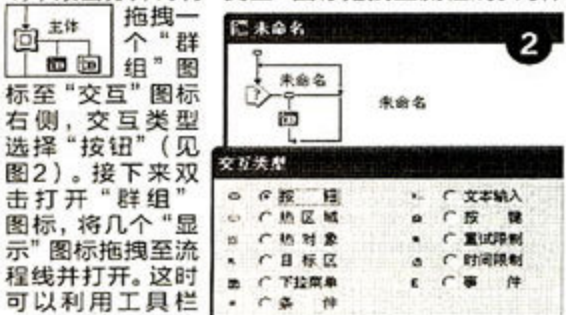 主体
拖拽一
个“群
组”图
标至“交互”图标
右侧，交互类型
选择“按钮”（见
图2）。接下来双
击打开“群组”
图标，将几个“显
示”图标拖拽至流
程线并打开。这时
可以利用工具栏
未命名
2
未命名
未命名
交互类型
按 钮
热区域
热对象
目标区
下拉菜单
条 件
文本输入
按 键
重试限制
时间限制
E 事 件